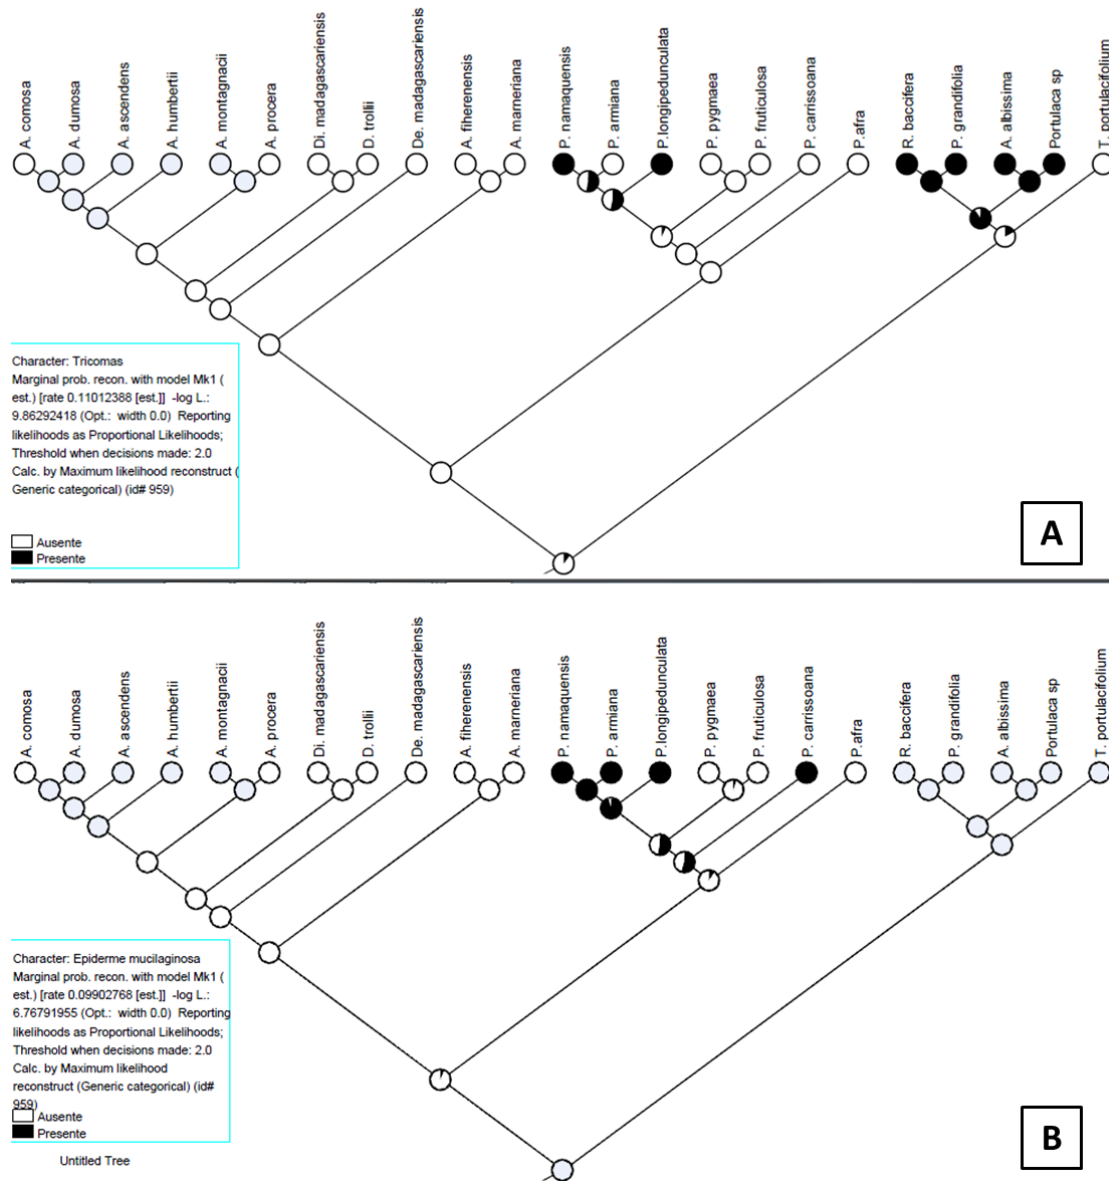 A. comosa
A. dumosa
A. ascendens
A. humbertii
A. montagnacii
A. procera
Di. madagascariensis
D. trollii
De. madagascariensis
A. fiherenensis
A. marneriana
P. namaquensis
P. armiana
P.longipedunculata
P. pygmaea
P. fruticulosa
P. carrissoana
P.afra
R. baccifera
P. grandifolia
A. albissima
Portulaca sp
T. portulacifolium
Character: Tricomas
Marginal prob. recon. with model Mk1 (
est.) [rate 0.11012388 [est.]] -log L.:
9.86292418 (Opt.: width 0.0) Reporting
likelihoods as Proportional Likelihoods;
Threshold when decisions made: 2.0
Calc. by Maximum likelihood reconstruct (
Generic categorical) (id# 959)
Ausente
Presente
A
A. comosa
A. dumosa
A. ascendens
A. humbertii
A. montagnacii
A. procera
Di. madagascariensis
D. trollii
De. madagascariensis
A. fiherenensis
A. marneriana
P. namaquensis
P. armiana
P.longipedunculata
P. pygmaea
P. fruticulosa
P. carrissoana
P.afra
R. baccifera
P. grandifolia
A. albissima
Portulaca sp
T. portulacifolium
Character: Epiderme mucilaginosa
Marginal prob. recon. with model Mk1 (
est.) [rate 0.09902768 [est.]] -log L.:
6.76791955 (Opt.: width 0.0) Reporting
likelihoods as Proportional Likelihoods;
Threshold when decisions made: 2.0
Calc. by Maximum likelihood
reconstruct (Generic categorical) (id#
959)
Ausente
Presente
Untitled Tree
B